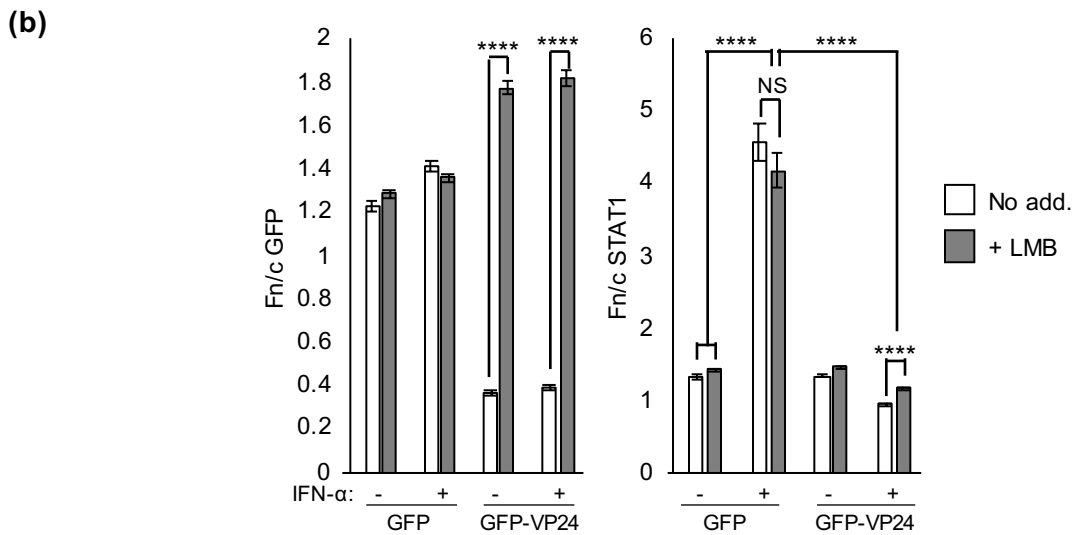 (b)
2
1.8
1.6
1.4
1.2
1
0.8
0.6
0.4
0.2
0
Fn/c GFP
**** ****
IFN-α: - + - +
GFP GFP-VP24
6
5
4
3
2
1
0
Fn/c STAT1
**** ****
NS
****
- + - +
GFP GFP-VP24
No add.
+ LMB